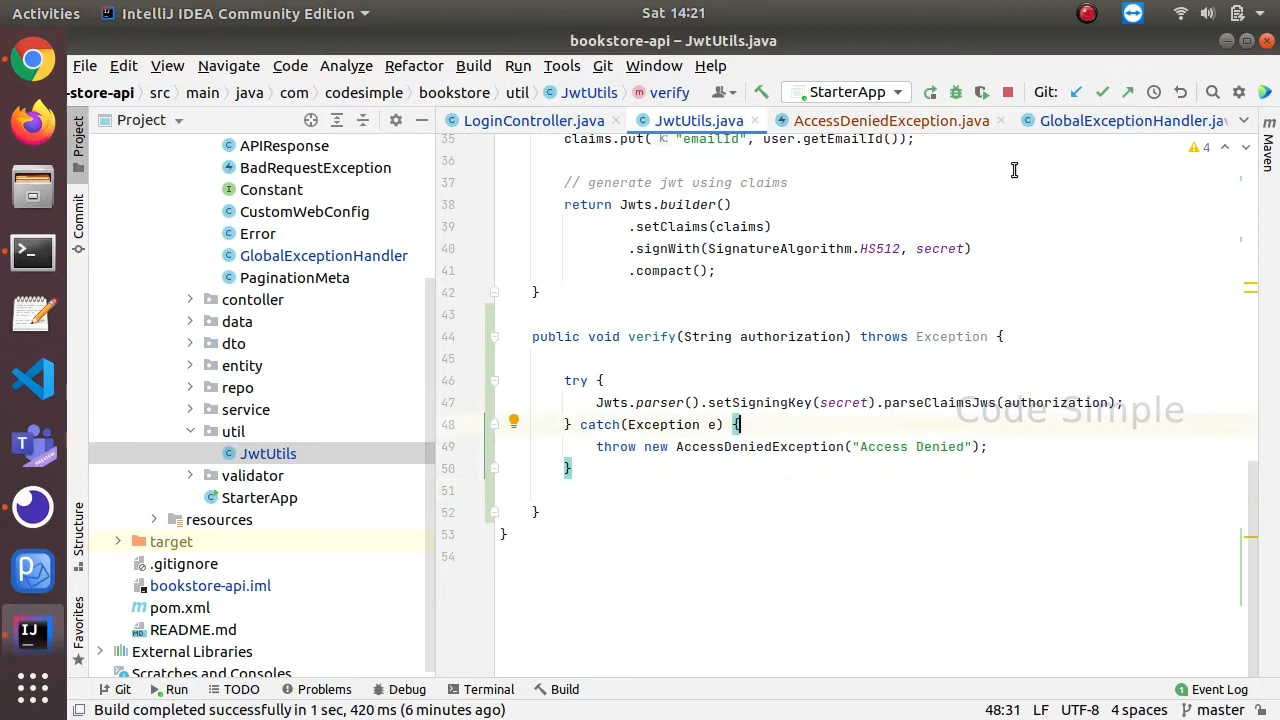 Activities IntelliJ IDEA Community Edition Sat 14:21
bookstore-api – JwtUtils.java
File Edit View Navigate Code Analyze Refactor Build Run Tools Git Window Help
-store-api src main java com codesimple bookstore util JwtUtils verify StarterApp Git:
Project LoginController.java JwtUtils.java AccessDeniedException.java GlobalExceptionHandler.ja
Project
Commit
Structure
Favorites
Maven
APIResponse
BadRequestException
Constant
CustomWebConfig
Error
GlobalExceptionHandler
PaginationMeta
contoller
data
dto
entity
repo
service
util
JwtUtils
validator
StarterApp
resources
target
.gitignore
bookstore-api.iml
pom.xml
README.md
External Libraries
Scratches and Consoles
4
35 claims.put( k: "emailId", user.getEmailId());
36
37 // generate jwt using claims
38 return Jwts.builder()
39 .setClaims(claims)
40 .signWith(SignatureAlgorithm.HS512, secret)
41 .compact();
42 }
43
44 public void verify(String authorization) throws Exception {
45
46 try {
47 Jwts.parser().setSigningKey(secret).parseClaimsJws(authorization);
48 } catch(Exception e) {
49 throw new AccessDeniedException("Access Denied");
50 }
51
52 }
53 }
54
Code Simple
Git Run TODO Problems Debug Terminal Build 1 Event Log
Build completed successfully in 1 sec, 420 ms (6 minutes ago) 48:31 LF UTF-8 4 spaces master